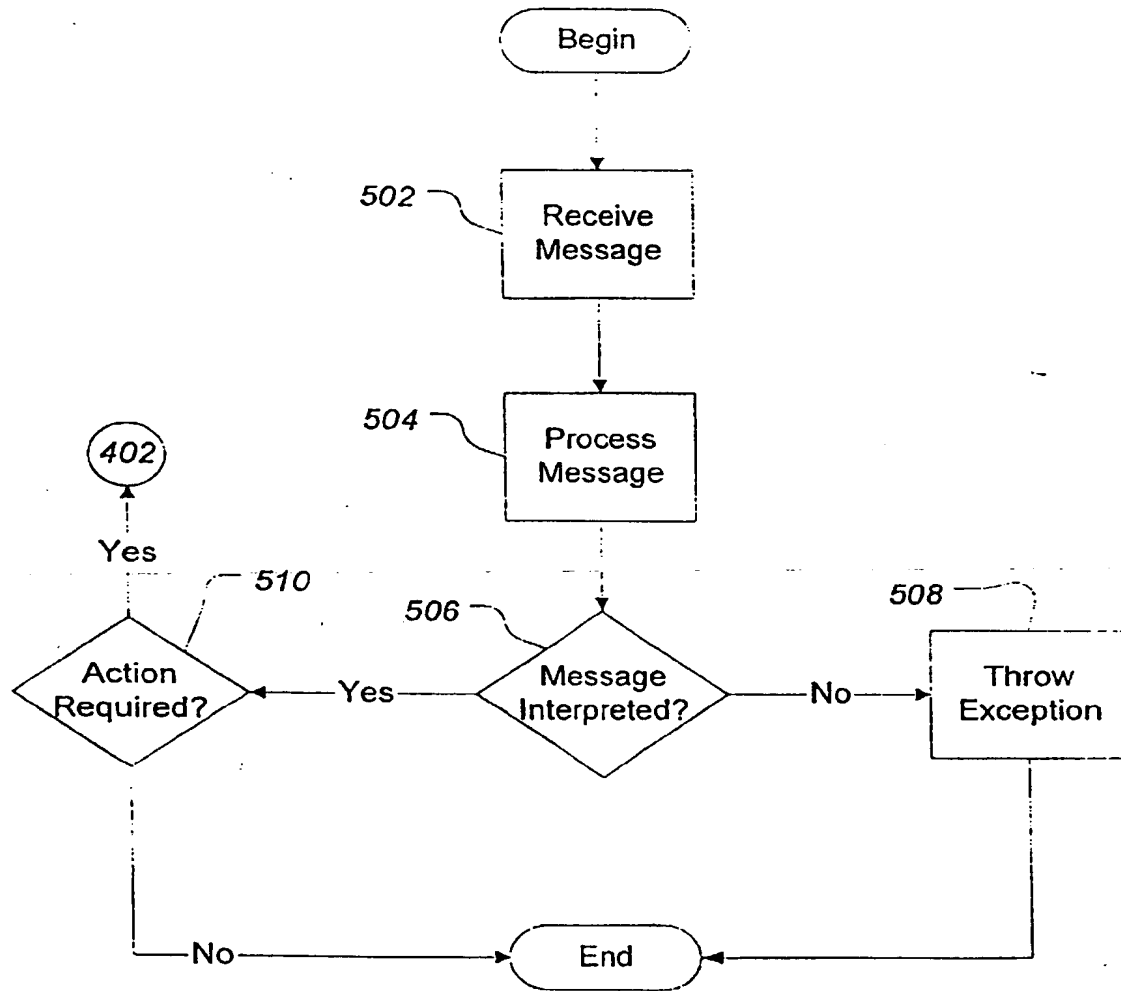 Begin
502
Receive
Message
504
Process
Message
402
Yes
510
506
508
Action
Required?
Yes
Message
Interpreted?
No
Throw
Exception
No
End